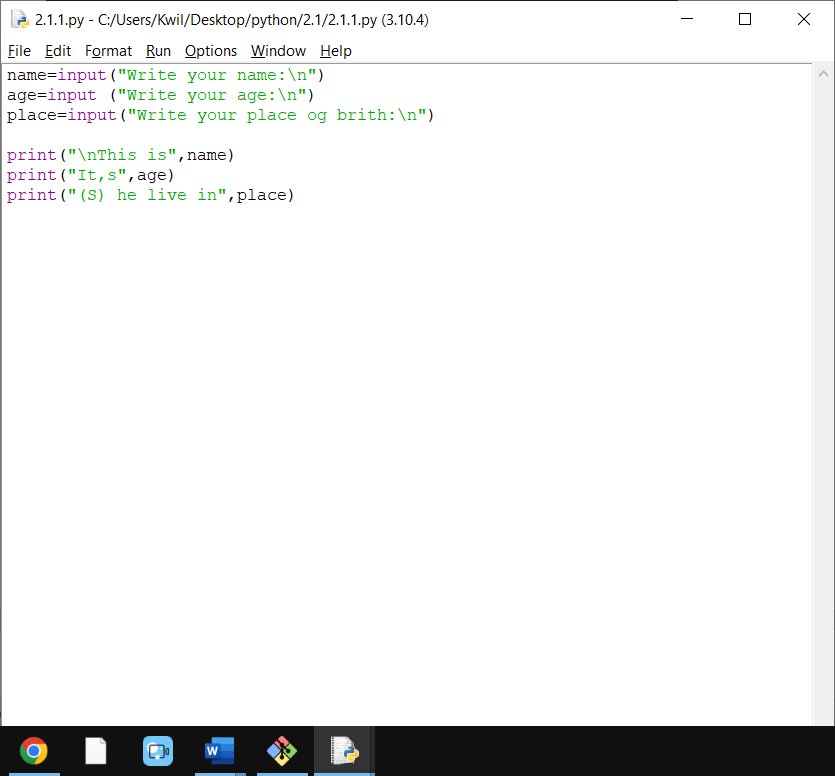 2.1.1.py - C:/Users/Kwil/Desktop/python/2.1/2.1.1.py (3.10.4)
File Edit Format Run Options Window Help
name=input("Write your name:\n")
age=input ("Write your age:\n")
place=input("Write your place og brith:\n")
print("\nThis is",name)
print("It,s",age)
print("(S) he live in",place)
W